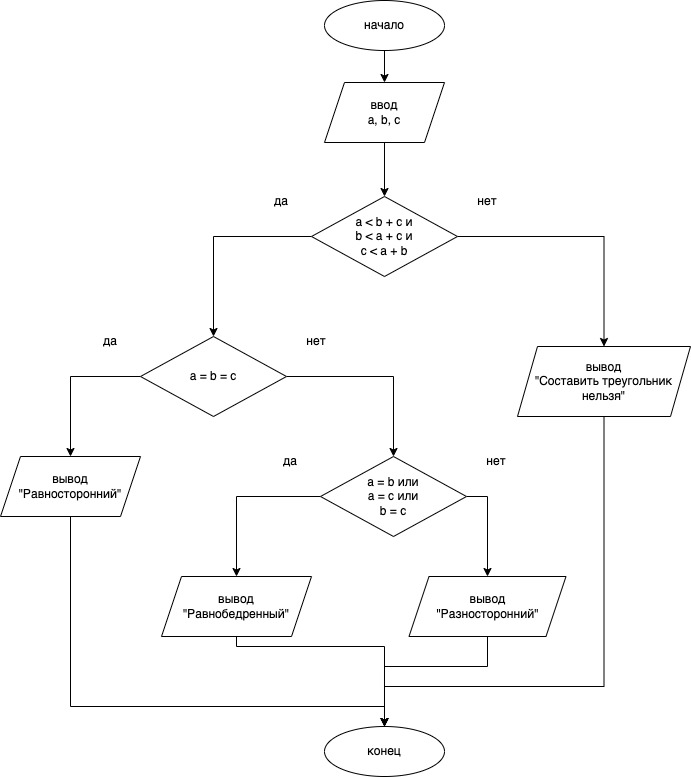 начало
ввод
a, b, c
да
нет
a < b + c и
b < a + c и
c < a + b
да
нет
a = b = c
вывод
"Составить треугольник
нельзя"
вывод
"Равносторонний"
да
нет
a = b или
a = c или
b = c
вывод
"Равнобедренный"
вывод
"Разносторонний"
конец